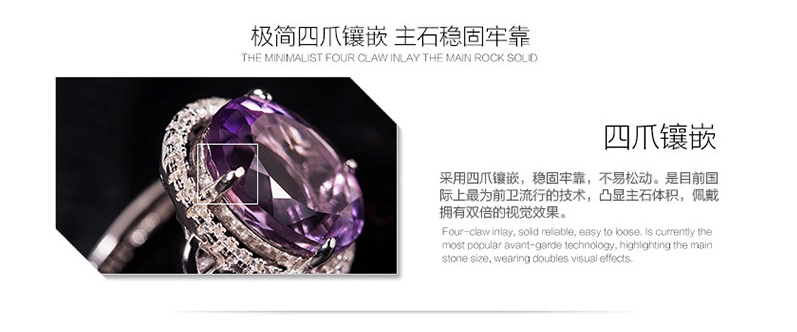 极简四爪镶嵌 主石稳固牢靠
THE MINIMALIST FOUR CLAW INLAY THE MAIN ROCK SOLID
四爪镶嵌
采用四爪镶嵌，稳固牢靠，不易松动。是目前国
际上最为前卫流行的技术，凸显主石体积，佩戴
拥有双倍的视觉效果。
Four-claw inlay, solid reliable, easy to loose. Is currently the
most popular avant-garde technology, highlighting the main
stone size, wearing doubles visual effects.